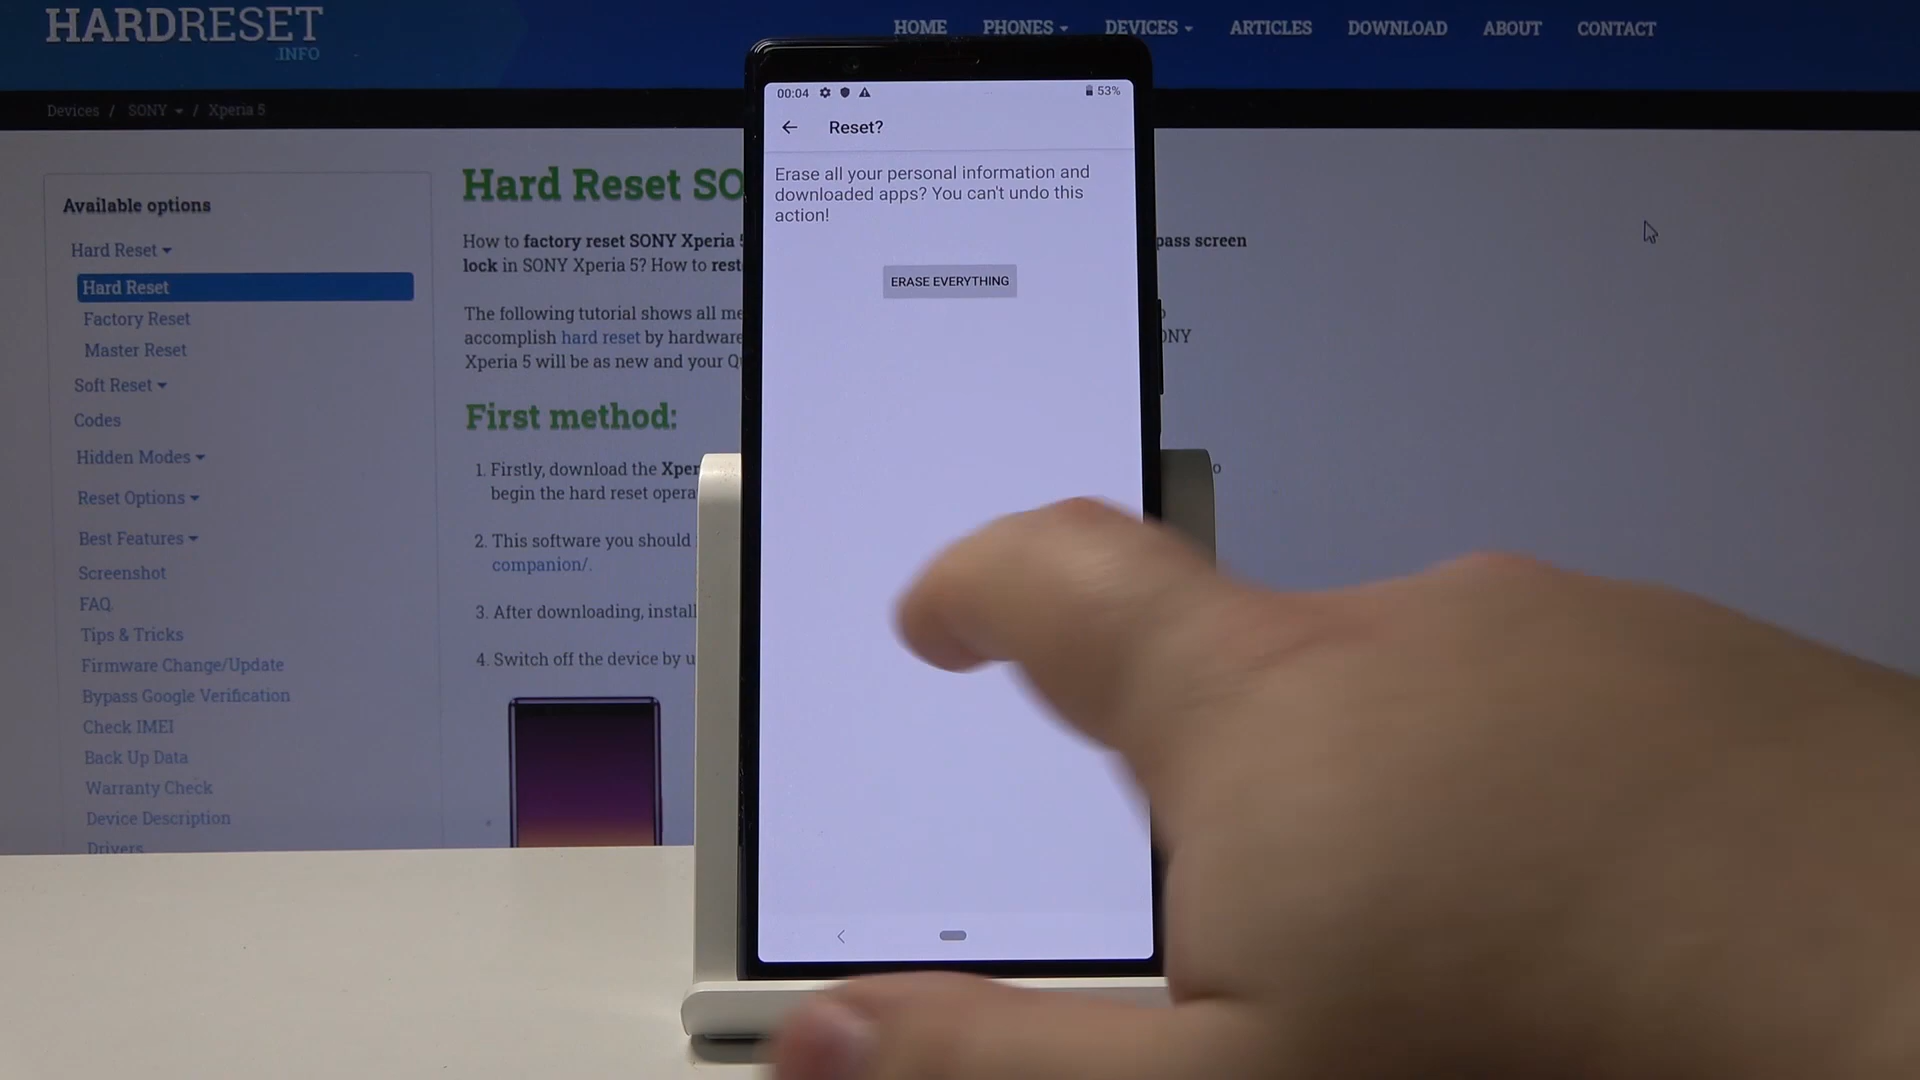 HARDRESET
.INFO
HOME PHONES DEVICES ARTICLES DOWNLOAD ABOUT CONTACT
Devices / SONY / Xperia 5
Available options
Hard Reset
Hard Reset
Factory Reset
Master Reset
Soft Reset
Codes
Hidden Modes
Reset Options
Best Features
Screenshot
FAQ
Tips & Tricks
Firmware Change/Update
Bypass Google Verification
Check IMEI
Back Up Data
Warranty Check
Device Description
Drivers
Hard Reset SO
How to factory reset SONY Xperia 5 pass screen
lock in SONY Xperia 5? How to rest
The following tutorial shows all me
accomplish hard reset by hardware ONY
Xperia 5 will be as new and your Q
First method:
1. Firstly, download the Xper o
begin the hard reset opera
2. This software you should
companion/.
3. After downloading, install
4. Switch off the device by u
00:04 53%
Reset?
Erase all your personal information and
downloaded apps? You can't undo this
action!
ERASE EVERYTHING